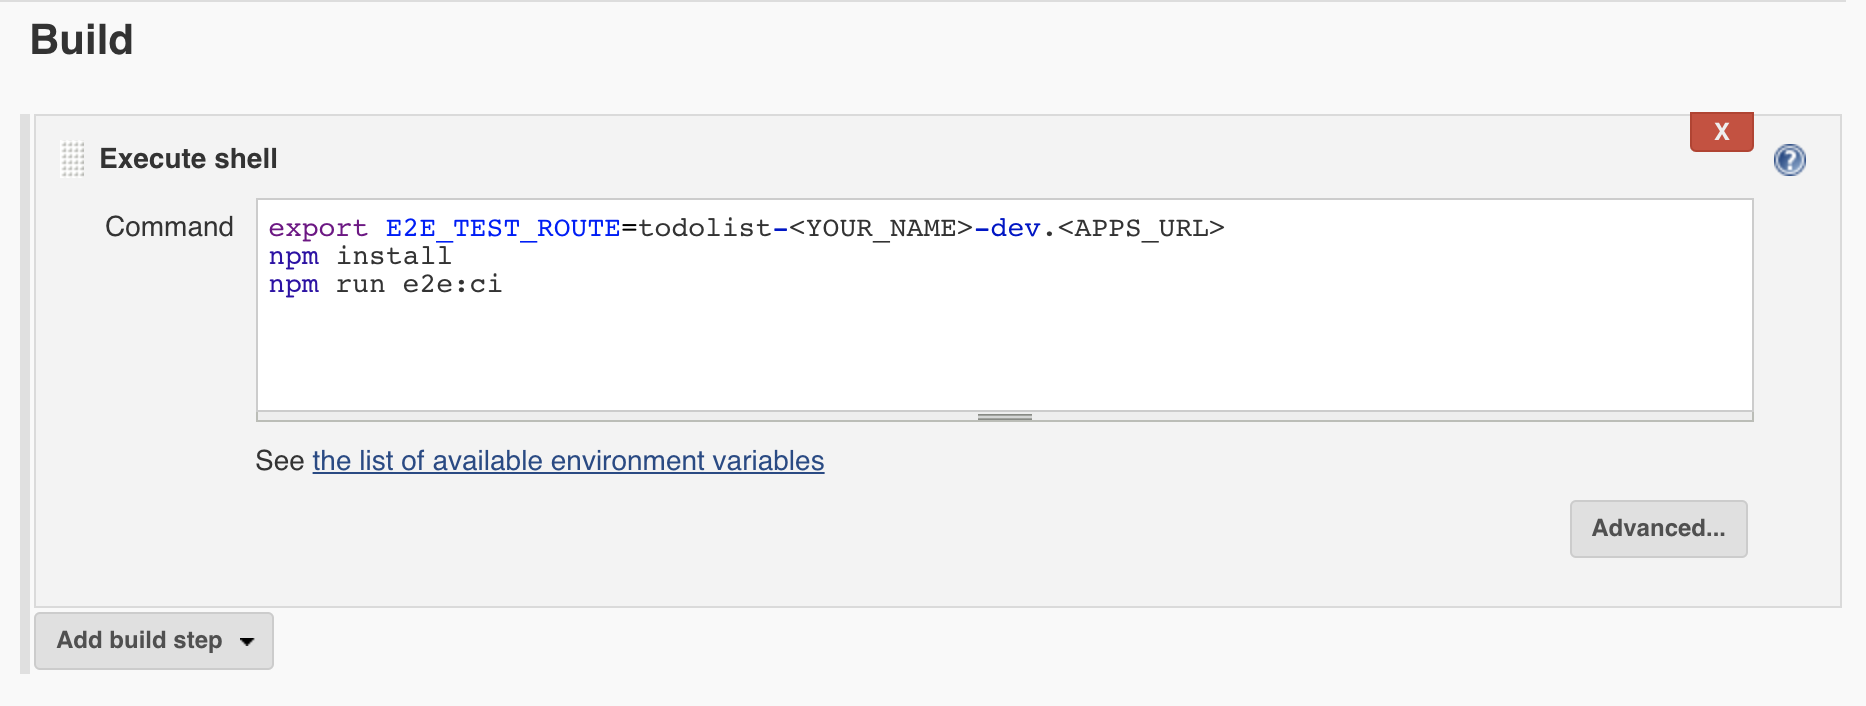 Build
Execute shell
X
?
Command
export E2E_TEST_ROUTE=todolist-<YOUR_NAME>-dev.<APPS_URL>
npm install
npm run e2e:ci
See the list of available environment variables
Advanced...
Add build step